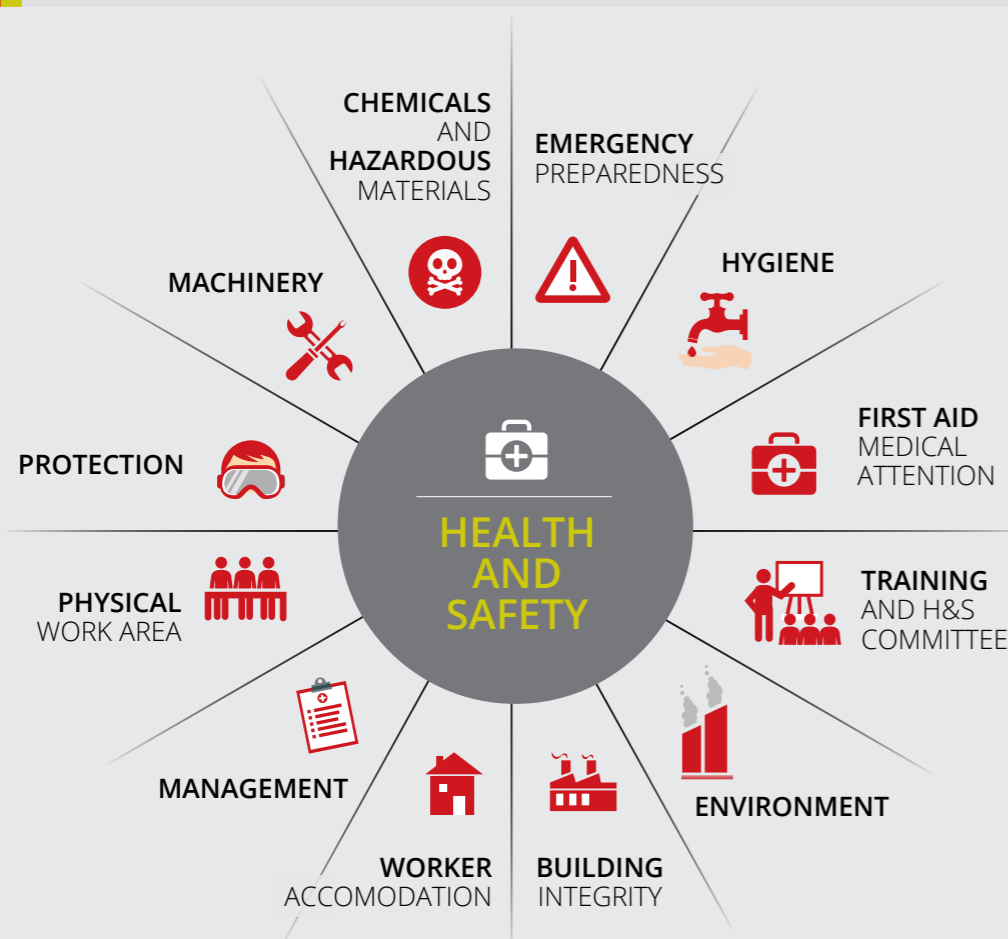 CHEMICALS
AND
HAZARDOUS
MATERIALS
EMERGENCY
PREPAREDNESS
HYGIENE
FIRST AID
MEDICAL
ATTENTION
TRAINING
AND H&S
COMMITTEE
ENVIRONMENT
BUILDING
INTEGRITY
WORKER
ACCOMODATION
MANAGEMENT
PHYSICAL
WORK AREA
PROTECTION
MACHINERY
HEALTH
AND
SAFETY